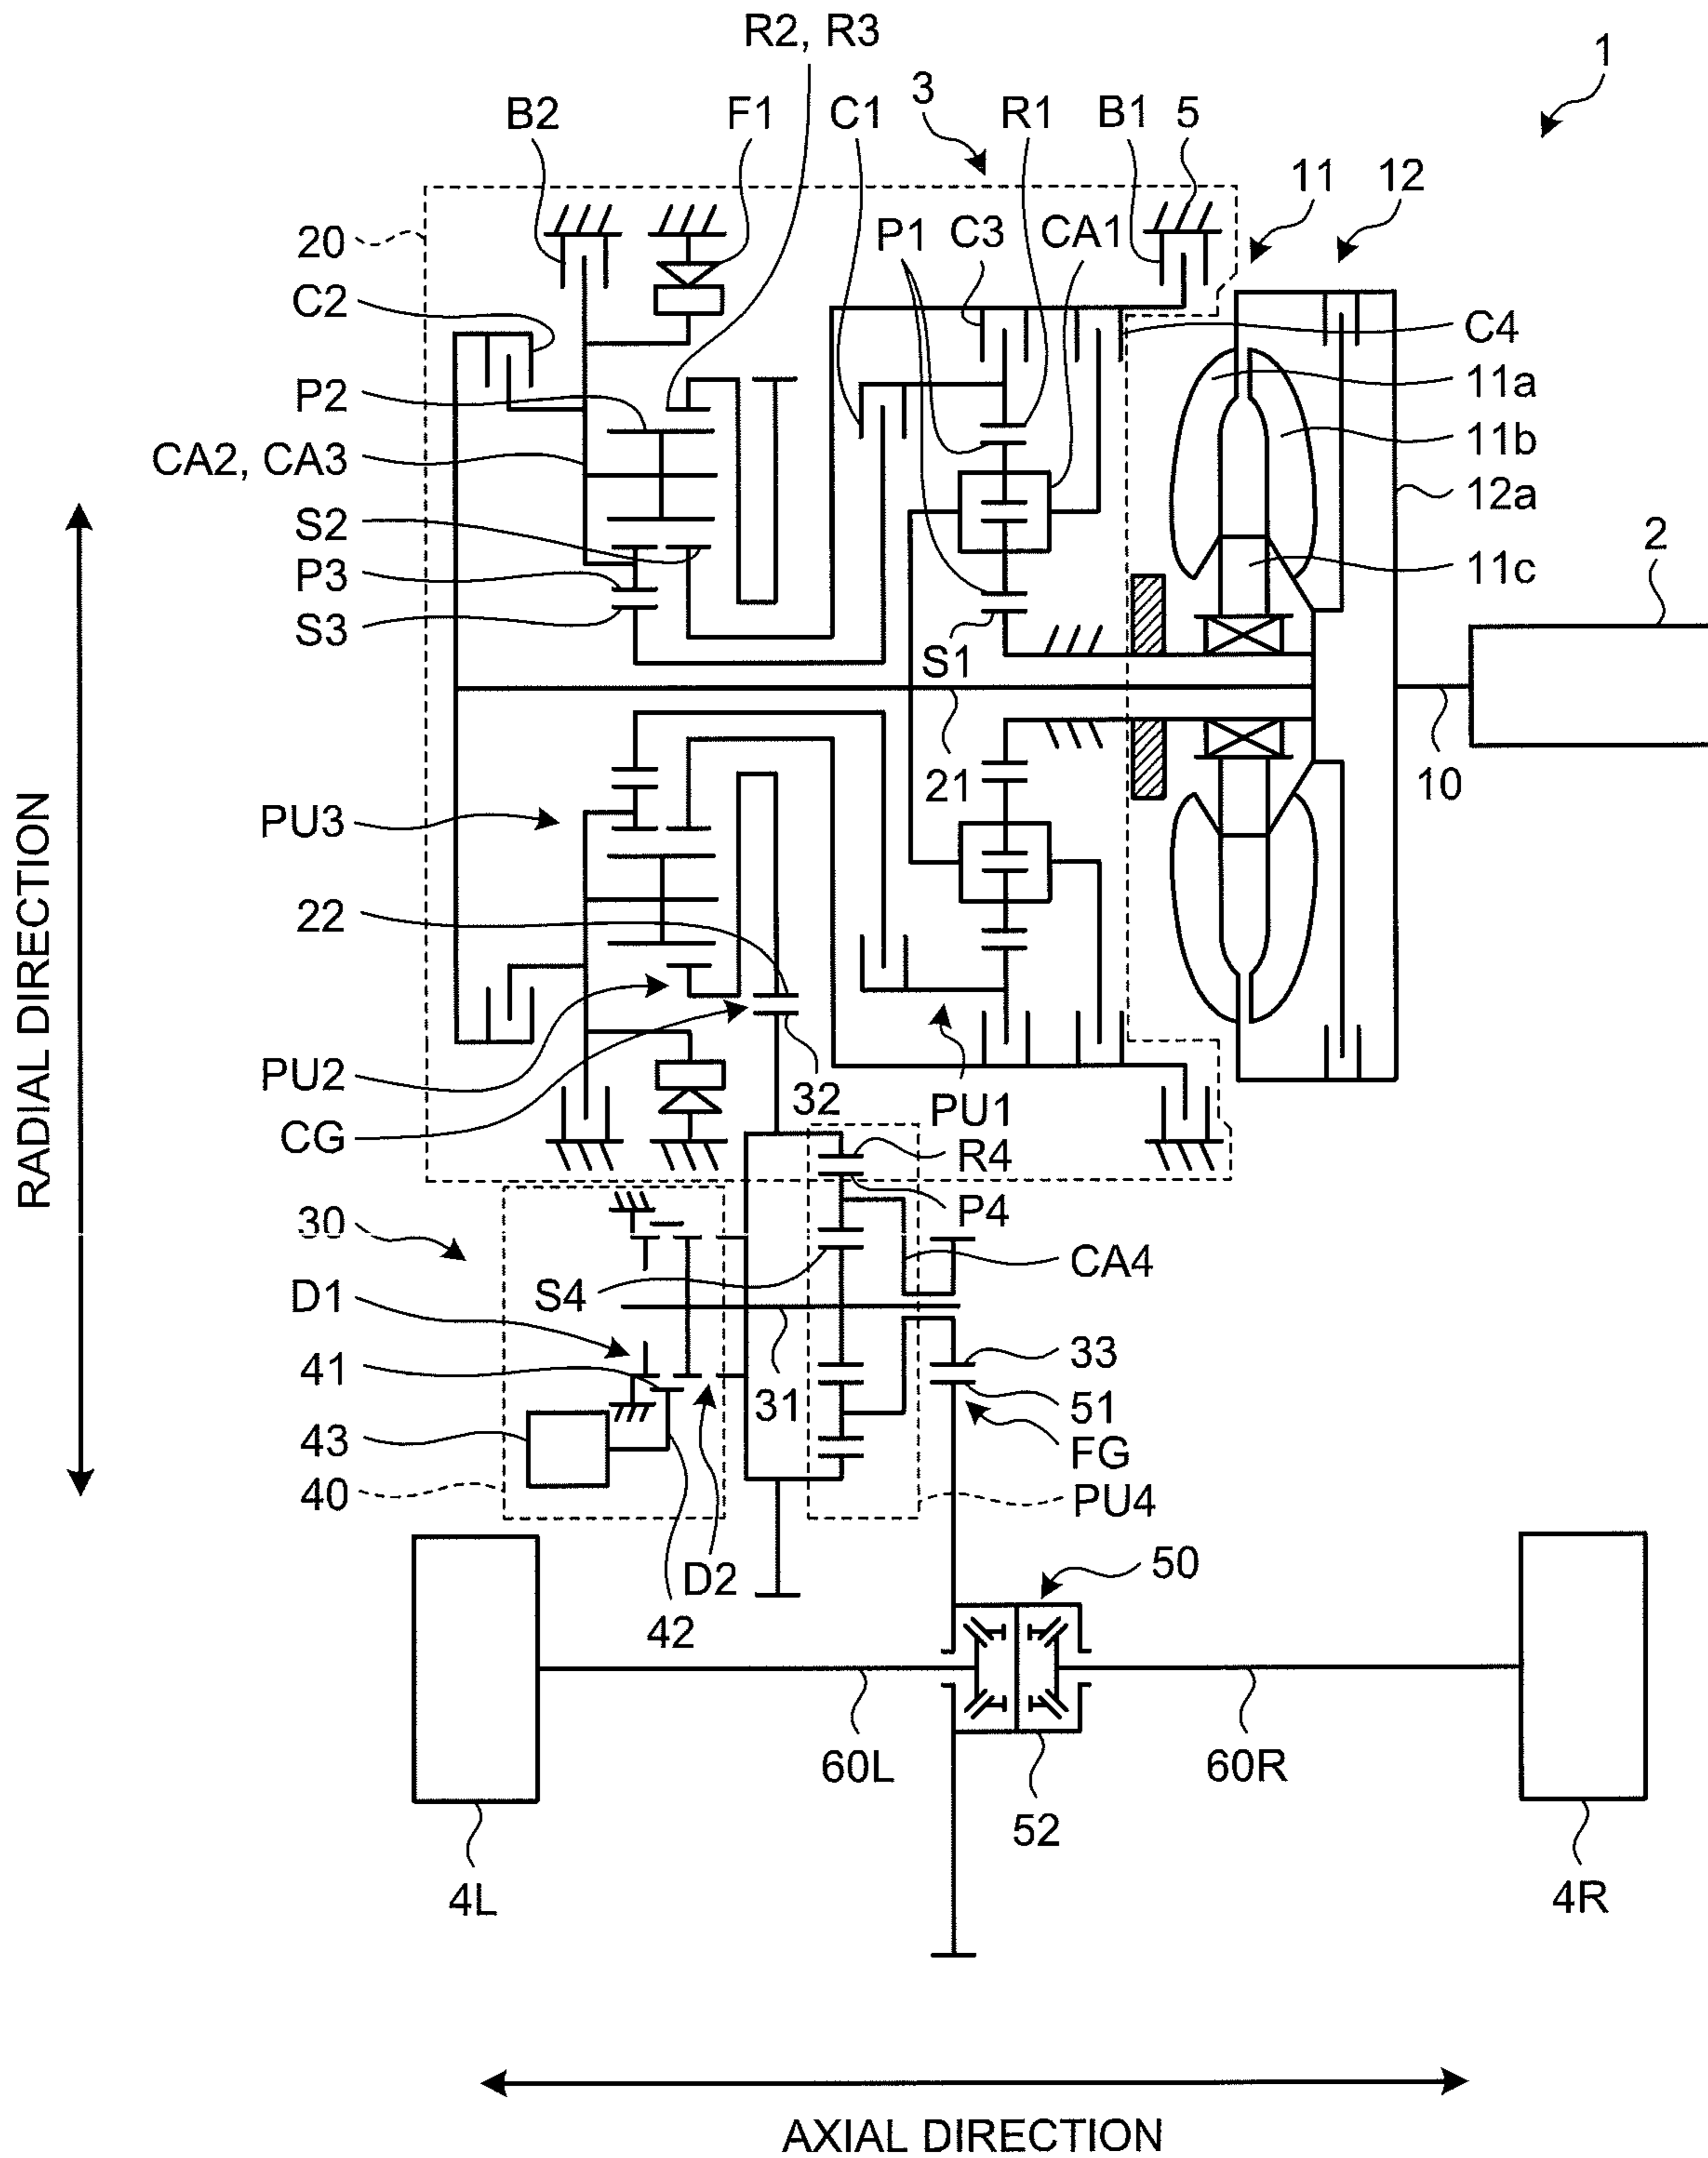 R2, R3
1
3
B2
F1
C1
R1
B1
5
11
12
20
P1
C3
CA1
C2
C4
P2
11a
CA2, CA3
11b
12a
S2
2
P3
11c
S3
S1
21
10
PU3
22
PU2
32
PU1
CG
R4
P4
30
CA4
S4
D1
33
41
31
51
43
FG
40
PU4
D2
50
42
60L
60R
52
4L
4R
RADIAL DIRECTION
AXIAL DIRECTION